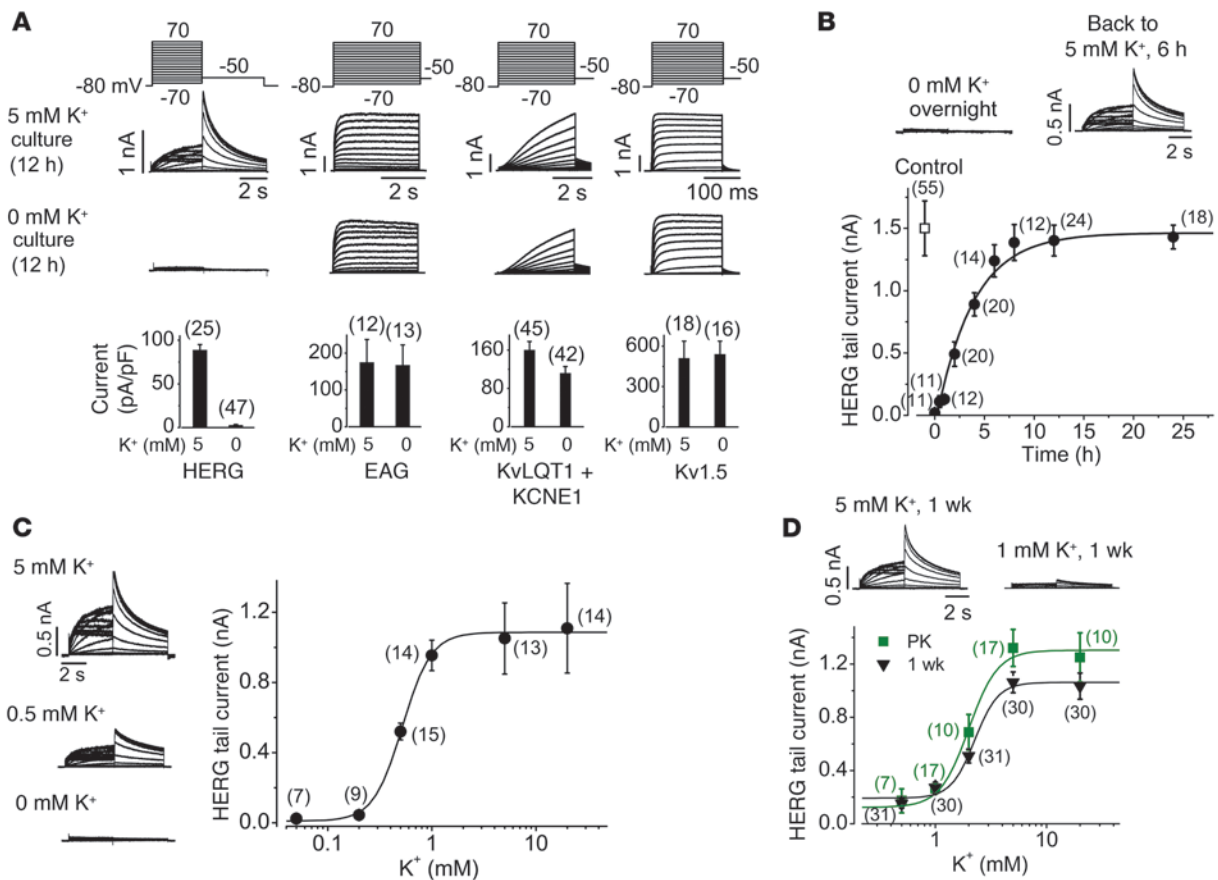 A
70 70 70 70
-50 -50 -50 -50
-80 mV -80 -80 -80
-70 -70 -70 -70
5 mM K⁺
culture
(12 h)
1 nA 1 nA 1 nA 1 nA
2 s 2 s 2 s 100 ms
0 mM K⁺
culture
(12 h)
Current
(pA/pF)
100
50
0
(25) (47)
K⁺ (mM) 5 0
HERG
200
100
0
(12) (13)
K⁺ (mM) 5 0
EAG
160
80
0
(45) (42)
K⁺ (mM) 5 0
KvLQT1 +
KCNE1
600
300
0
(18) (16)
K⁺ (mM) 5 0
Kv1.5
B
0 mM K⁺
overnight
Back to
5 mM K⁺, 6 h
0.5 nA
2 s
Control
(55)
HERG tail current (nA)
1.5
1.0
0.5
0.0
(11) (11) (12) (20) (20) (14) (12) (24) (18)
0 5 10 15 20 25
Time (h)
C
5 mM K⁺
0.5 nA
2 s
0.5 mM K⁺
0 mM K⁺
HERG tail current (nA)
1.2
0.8
0.4
0.0
(7) (9) (15) (14) (13) (14)
0.1 1 10
K⁺ (mM)
D
5 mM K⁺, 1 wk
0.5 nA
2 s
1 mM K⁺, 1 wk
HERG tail current (nA)
1.2
0.8
0.4
0.0
PK
1 wk
(7) (17) (10) (17) (10)
(31) (30) (31) (30) (30)
1 10
K⁺ (mM)